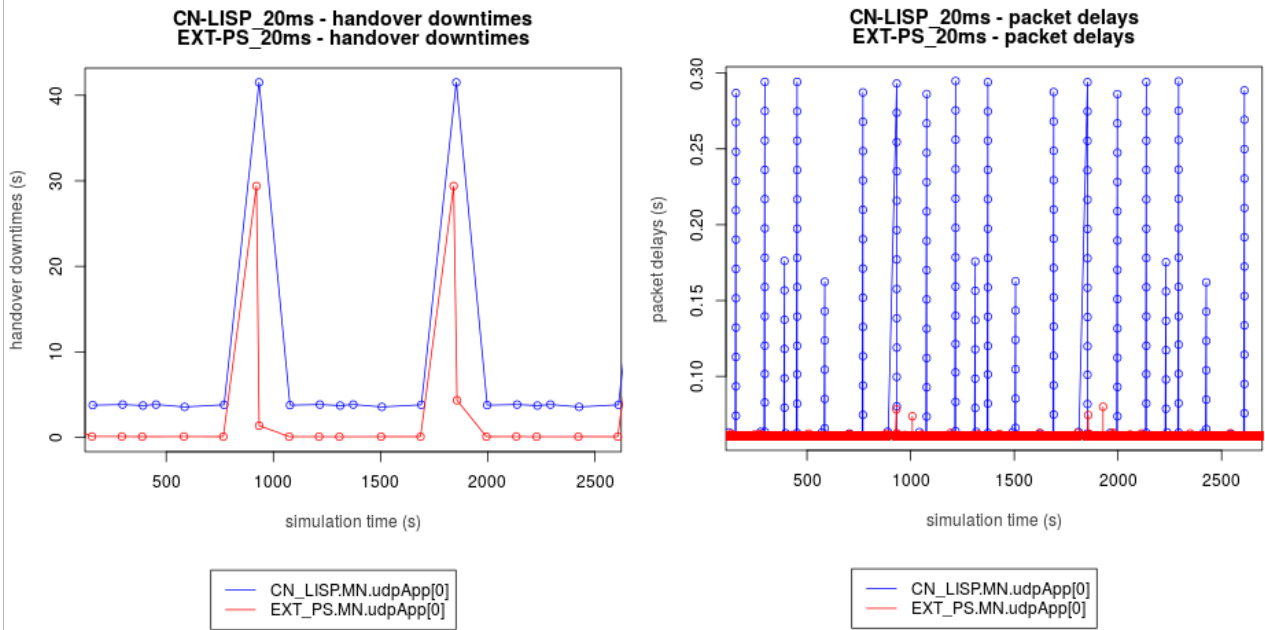 CN-LISP_20ms - handover downtimes
EXT-PS_20ms - handover downtimes
handover downtimes (s)
40
30
20
10
0
500
1000
1500
2000
2500
simulation time (s)
CN_LISP.MN.udpApp[0]
EXT_PS.MN.udpApp[0]
CN-LISP_20ms - packet delays
EXT-PS_20ms - packet delays
packet delays (s)
0.30
0.25
0.20
0.15
0.10
500
1000
1500
2000
2500
simulation time (s)
CN_LISP.MN.udpApp[0]
EXT_PS.MN.udpApp[0]